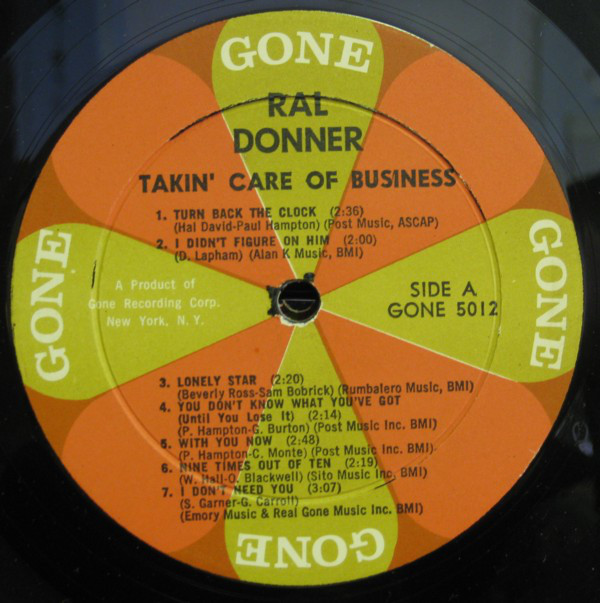 GONE
RAL
DONNER
TAKIN' CARE OF BUSINESS
1. TURN BACK THE CLOCK (2:36)
(Hal David-Paul Hampton) (Post Music, ASCAP)
2. I DIDN'T FIGURE ON HIM (2:00)
(D. Lapham) (Alan K Music, BMI)
GONE
A Product of
Gone Recording Corp.
New York, N. Y.
SIDE A
GONE 5012
GONE
3. LONELY STAR (2:20)
(Beverly Ross-Sam Bobrick) (Rumbalero Music, BMI)
4. YOU DON'T KNOW WHAT YOU'VE GOT
(Until You Lose It) (2:14)
(P. Hampton-G. Burton) (Post Music Inc. BMI)
5. WITH YOU NOW (2:48)
(P. Hampton-C. Monte) (Post Music Inc. BMI)
6. NINE TIMES OUT OF TEN (2:19)
(W. Hall-O. Blackwell) (Sito Music Inc. BMI)
7. I DON'T NEED YOU (3:07)
(S. Garner-G. Carroll)
(Emory Music & Real Gone Music Inc. BMI)
GONE